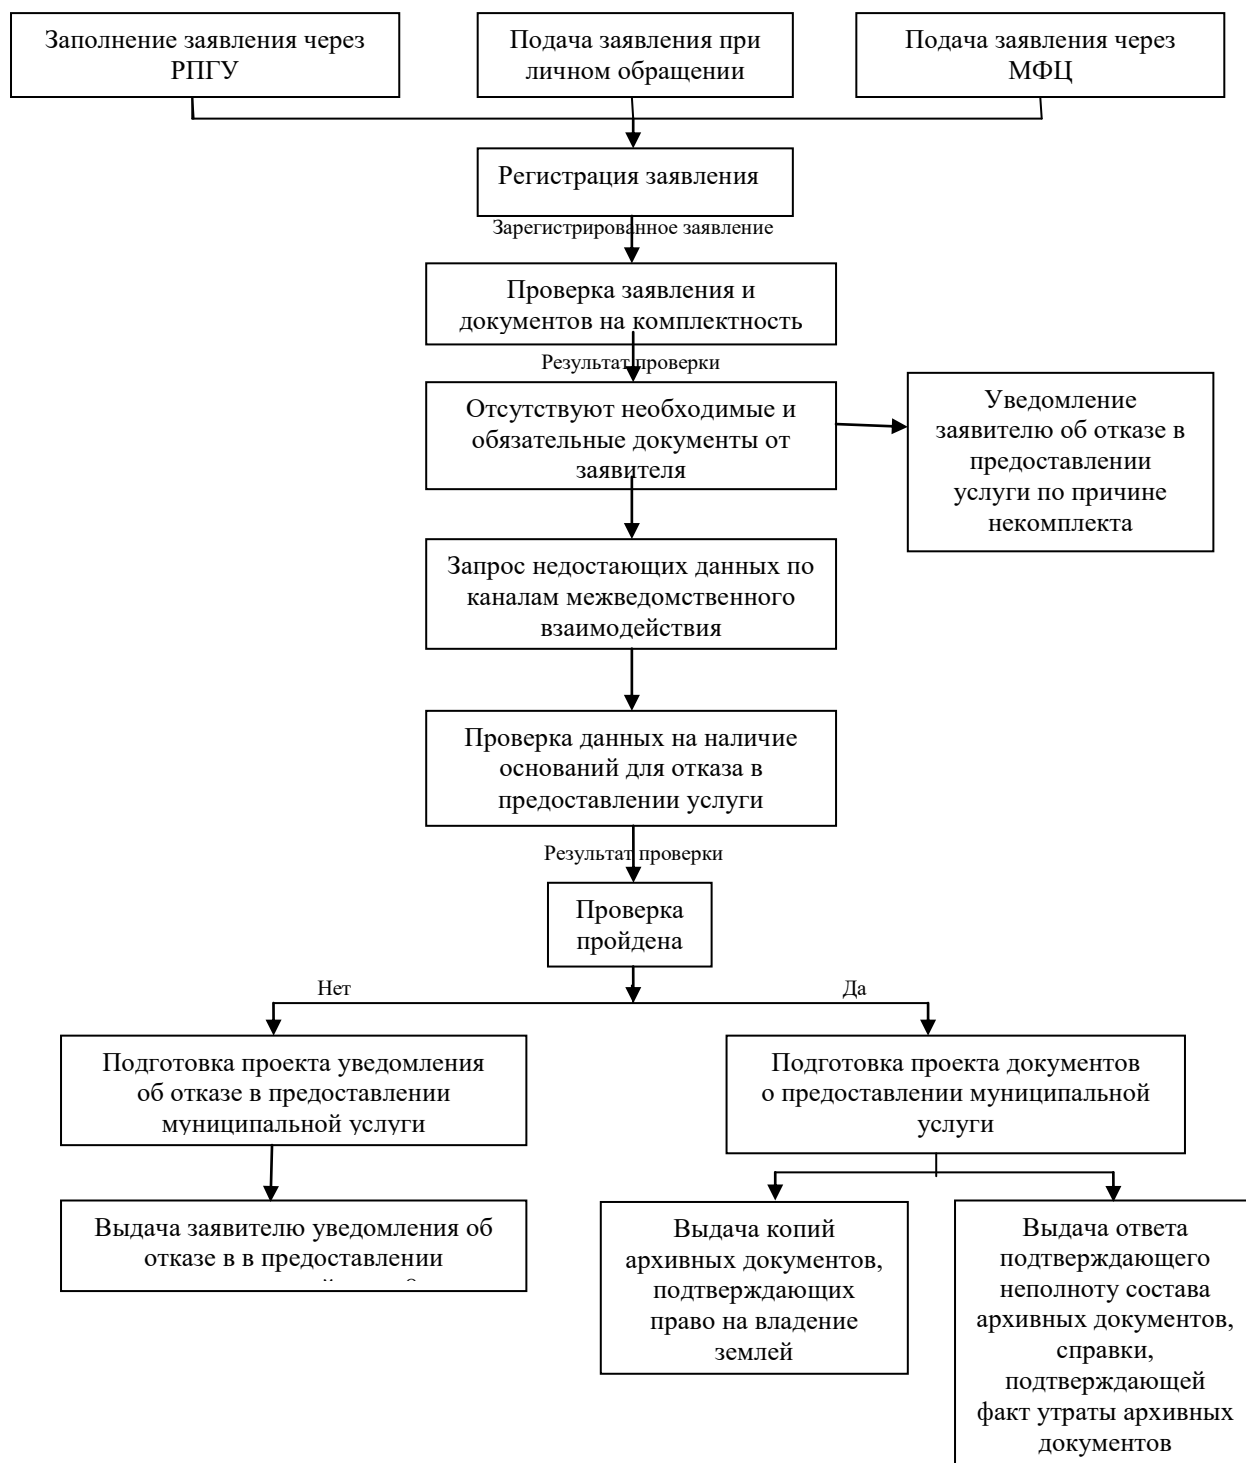 Заполнение заявления через
РПГУ
Подача заявления при
личном обращении
Подача заявления через
МФЦ
Регистрация заявления
Зарегистрированное заявление
Проверка заявления и
документов на комплектность
Результат проверки
Отсутствуют необходимые и
обязательные документы от
заявителя
Уведомление
заявителю об отказе в
предоставлении
услуги по причине
некомплекта
Запрос недостающих данных по
каналам межведомственного
взаимодействия
Проверка данных на наличие
оснований для отказа в
предоставлении услуги
Результат проверки
Проверка
пройдена
Нет
Да
Подготовка проекта уведомления
об отказе в предоставлении
муниципальной услуги
Подготовка проекта документов
о предоставлении муниципальной
услуги
Выдача заявителю уведомления об
отказе в в предоставлении
Выдача копий
архивных документов,
подтверждающих
право на владение
землей
Выдача ответа
подтверждающего
неполноту состава
архивных документов,
справки,
подтверждающей
факт утраты архивных
документов